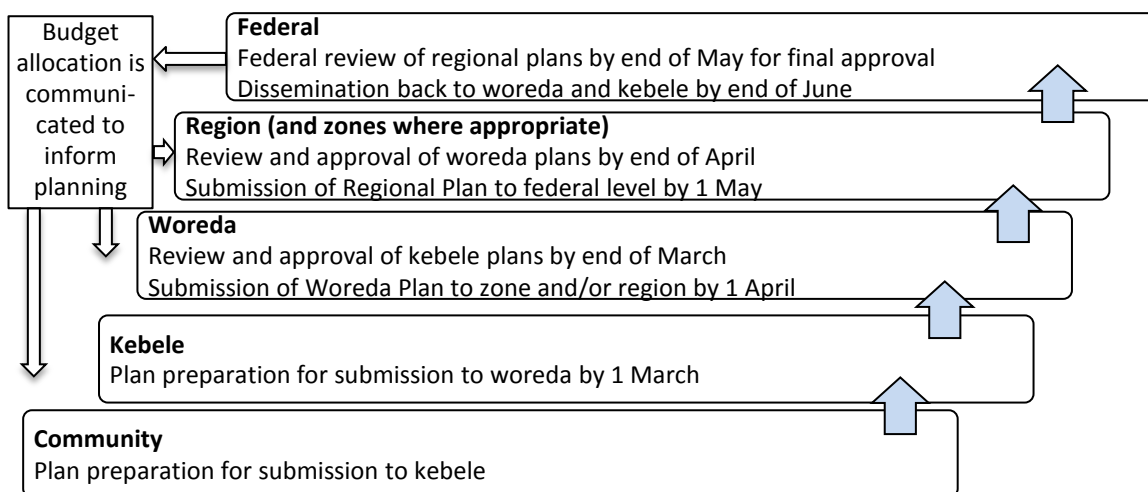 Budget
allocation is
communi-
cated to
inform
planning
Federal
Federal review of regional plans by end of May for final approval
Dissemination back to woreda and kebele by end of June
Region (and zones where appropriate)
Review and approval of woreda plans by end of April
Submission of Regional Plan to federal level by 1 May
Woreda
Review and approval of kebele plans by end of March
Submission of Woreda Plan to zone and/or region by 1 April
Kebele
Plan preparation for submission to woreda by 1 March
Community
Plan preparation for submission to kebele